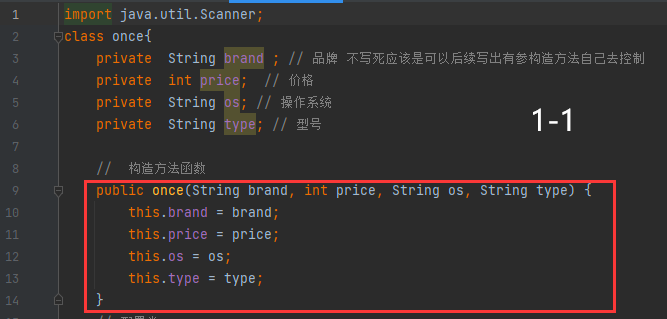 1 import java.util.Scanner;
2 class once{
3 private String brand ; // 品牌 不写死应该是可以后续写出有参构造方法自己去控制
4 private int price; // 价格
5 private String os; // 操作系统
6 private String type; // 型号
1-1
7
8 // 构造方法函数
9 public once(String brand, int price, String os, String type) {
10 this.brand = brand;
11 this.price = price;
12 this.os = os;
13 this.type = type;
14 }